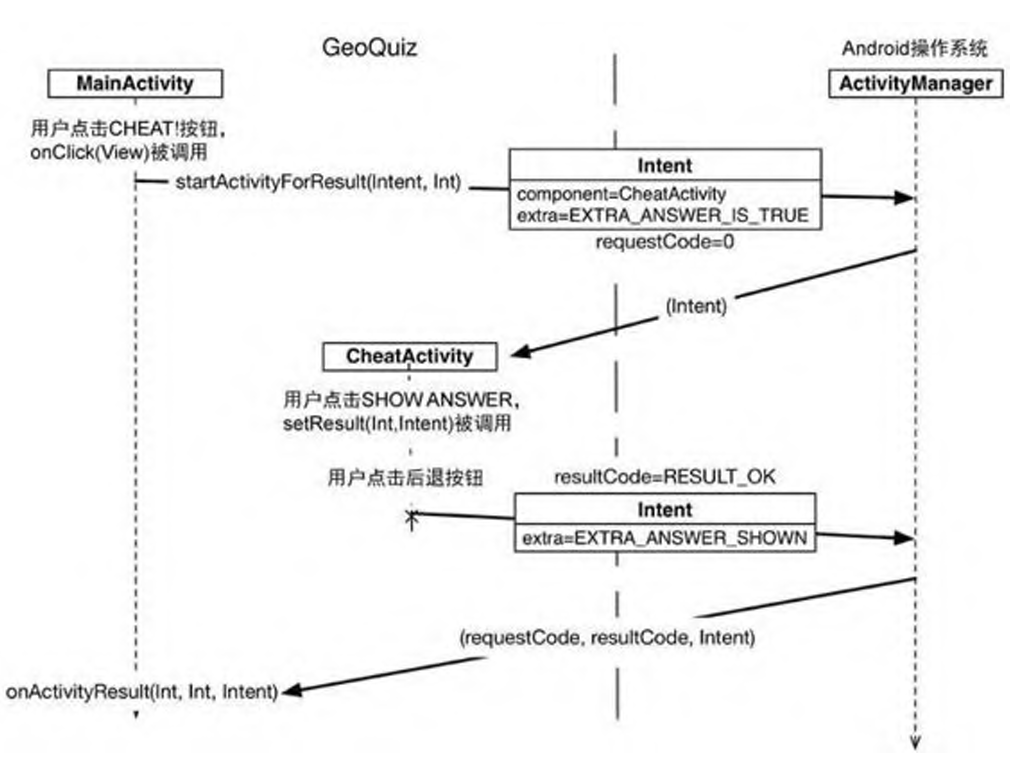 GeoQuiz
Android操作系统
MainActivity
ActivityManager
用户点击CHEAT!按钮，
onClick(View)被调用
startActivityForResult(Intent, Int)
Intent
component=CheatActivity
extra=EXTRA_ANSWER_IS_TRUE
requestCode=0
(Intent)
CheatActivity
用户点击SHOW ANSWER，
setResult(Int,Intent)被调用
用户点击后退按钮
resultCode=RESULT_OK
Intent
extra=EXTRA_ANSWER_SHOWN
(requestCode, resultCode, Intent)
onActivityResult(Int, Int, Intent)